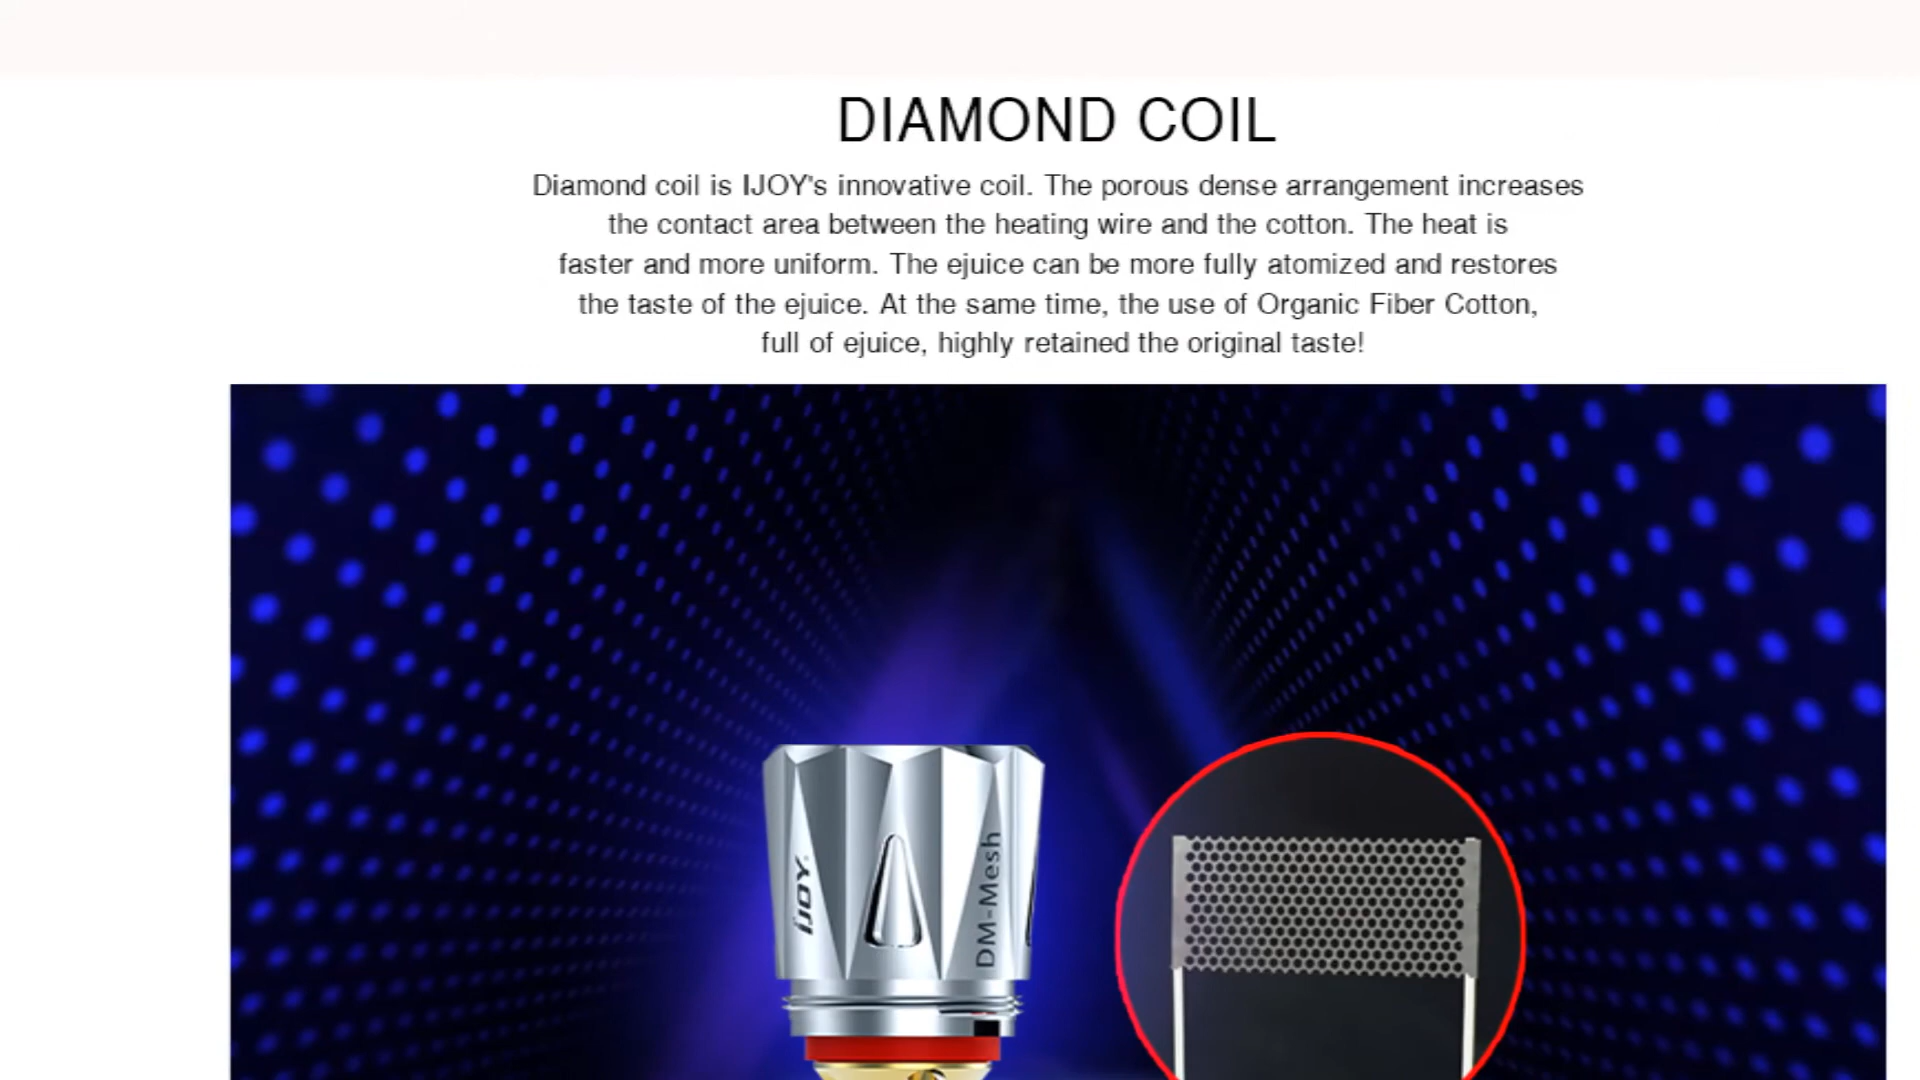 DIAMOND COIL
Diamond coil is IJOY's innovative coil. The porous dense arrangement increases
the contact area between the heating wire and the cotton. The heat is
faster and more uniform. The ejuice can be more fully atomized and restores
the taste of the ejuice. At the same time, the use of Organic Fiber Cotton,
full of ejuice, highly retained the original taste!
iJOY
DM-Mesh